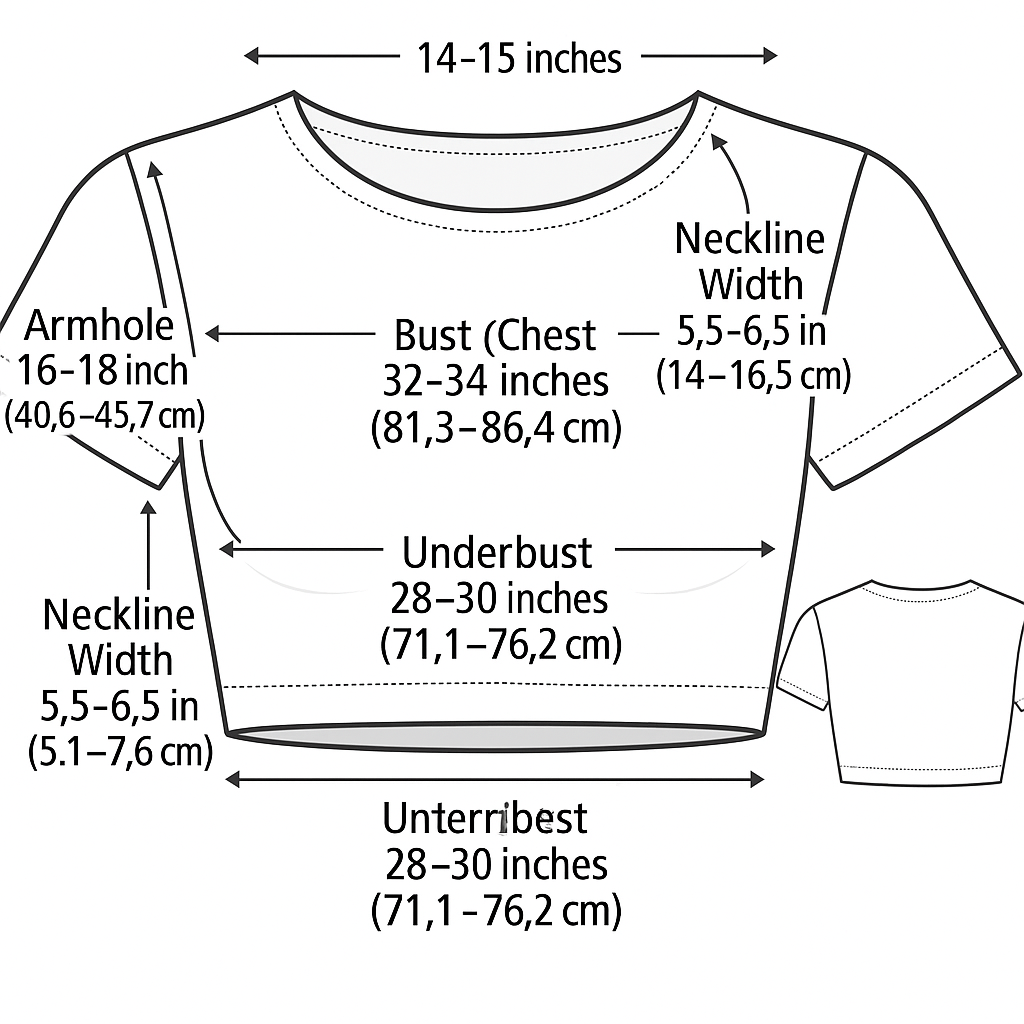 14–15 inches
Neckline
Width
5,5–6,5 in
(14–16,5 cm)
Armhole
16–18 inch
(40,6–45,7 cm)
Bust (Chest
32–34 inches
(81,3–86,4 cm)
Underbust
28–30 inches
(71,1–76,2 cm)
Neckline
Width
5,5–6,5 in
(5.1–7,6 cm)
Unterribest
28–30 inches
(71,1–76,2 cm)